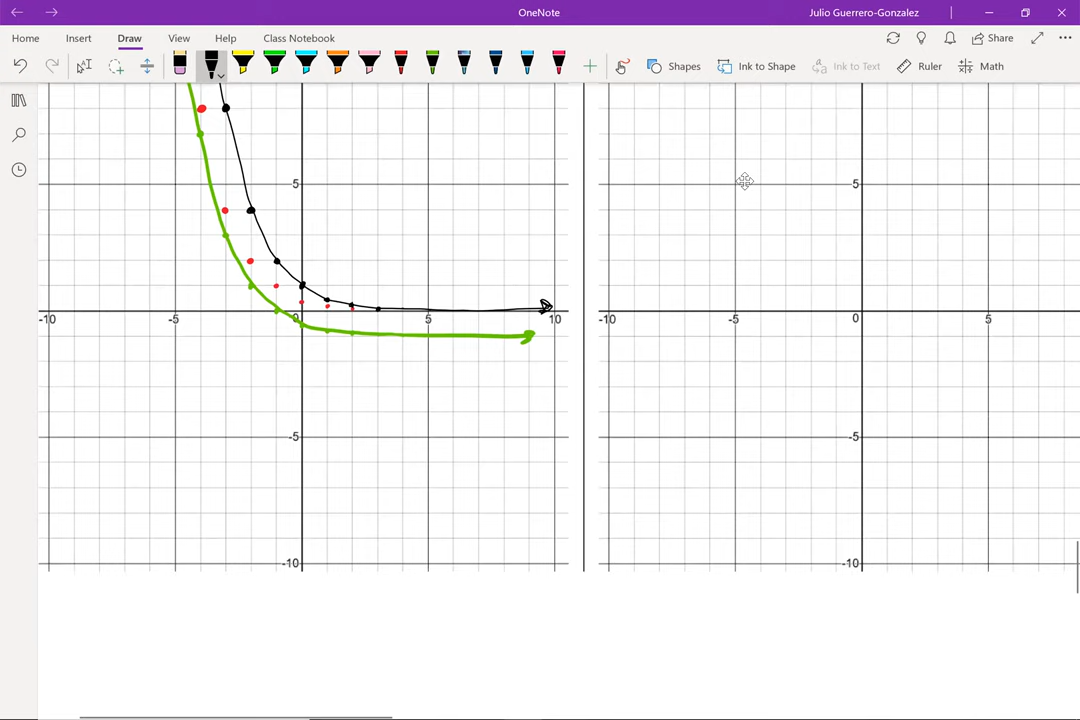 OneNote
Julio Guerrero-Gonzalez
Home Insert Draw View Help Class Notebook
Share
Shapes Ink to Shape Ink to Text Ruler Math
5 5
-10 -5 0 5 10 -10 -5 0 5
-5 -5
-10 -10